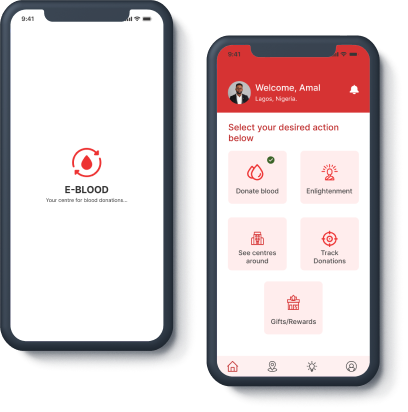 9:41
E-BLOOD
Your centre for blood donations...
9:41
Welcome, Amal
Lagos, Nigeria.
Select your desired action
below
Donate blood
Enlightenment
See centres
around
Track
Donations
Gifts/Rewards